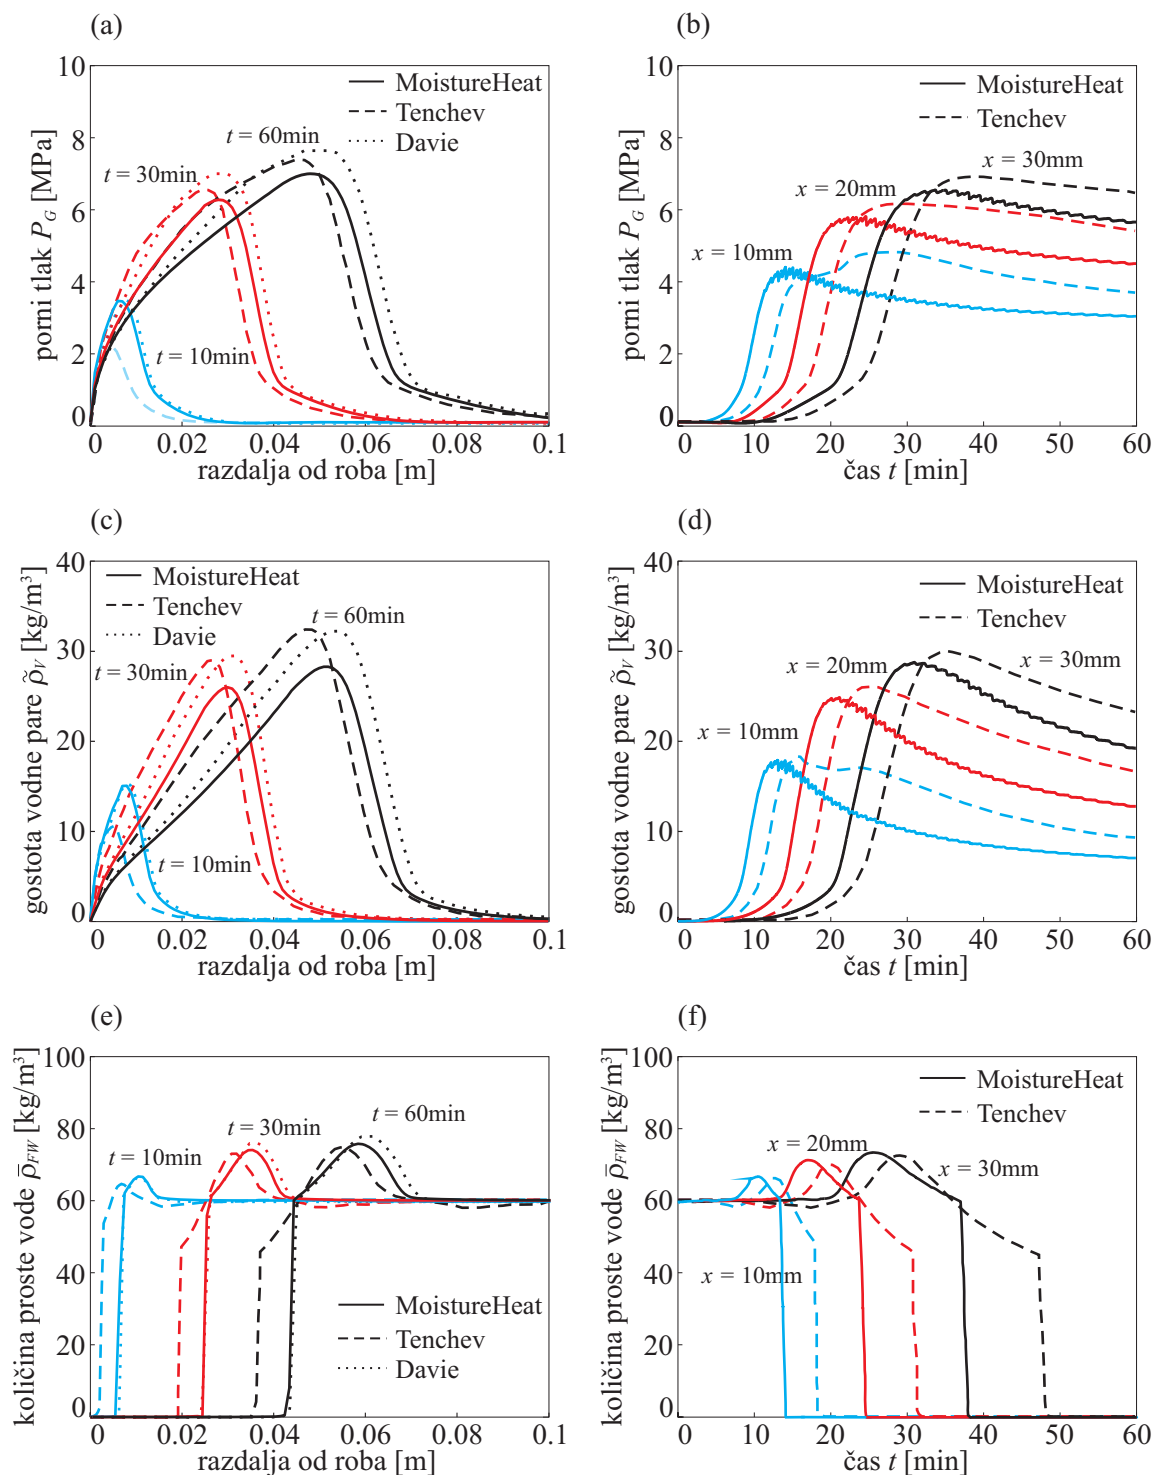 (a)
10
8
6
4
2
0
porni tlak P_G [MPa]
MoistureHeat
Tenchev
Davie
t = 60min
t = 30min
t = 10min
0 0.02 0.04 0.06 0.08 0.1
razdalja od roba [m]
(b)
10
8
6
4
2
0
porni tlak P_G [MPa]
MoistureHeat
Tenchev
x = 30mm
x = 20mm
x = 10mm
0 10 20 30 40 50 60
čas t [min]
(c)
40
30
20
10
0
gostota vodne pare ρ̃_V [kg/m³]
MoistureHeat
Tenchev
Davie
t = 60min
t = 30min
t = 10min
0 0.02 0.04 0.06 0.08 0.1
razdalja od roba [m]
(d)
40
30
20
10
0
gostota vodne pare ρ̃_V [kg/m³]
MoistureHeat
Tenchev
x = 30mm
x = 20mm
x = 10mm
0 10 20 30 40 50 60
čas t [min]
(e)
100
80
60
40
20
0
količina proste vode ρ̄_FW [kg/m³]
t = 60min
t = 30min
t = 10min
MoistureHeat
Tenchev
Davie
0 0.02 0.04 0.06 0.08 0.1
razdalja od roba [m]
(f)
100
80
60
40
20
0
količina proste vode ρ̄_FW [kg/m³]
MoistureHeat
Tenchev
x = 20mm
x = 30mm
x = 10mm
0 10 20 30 40 50 60
čas t [min]